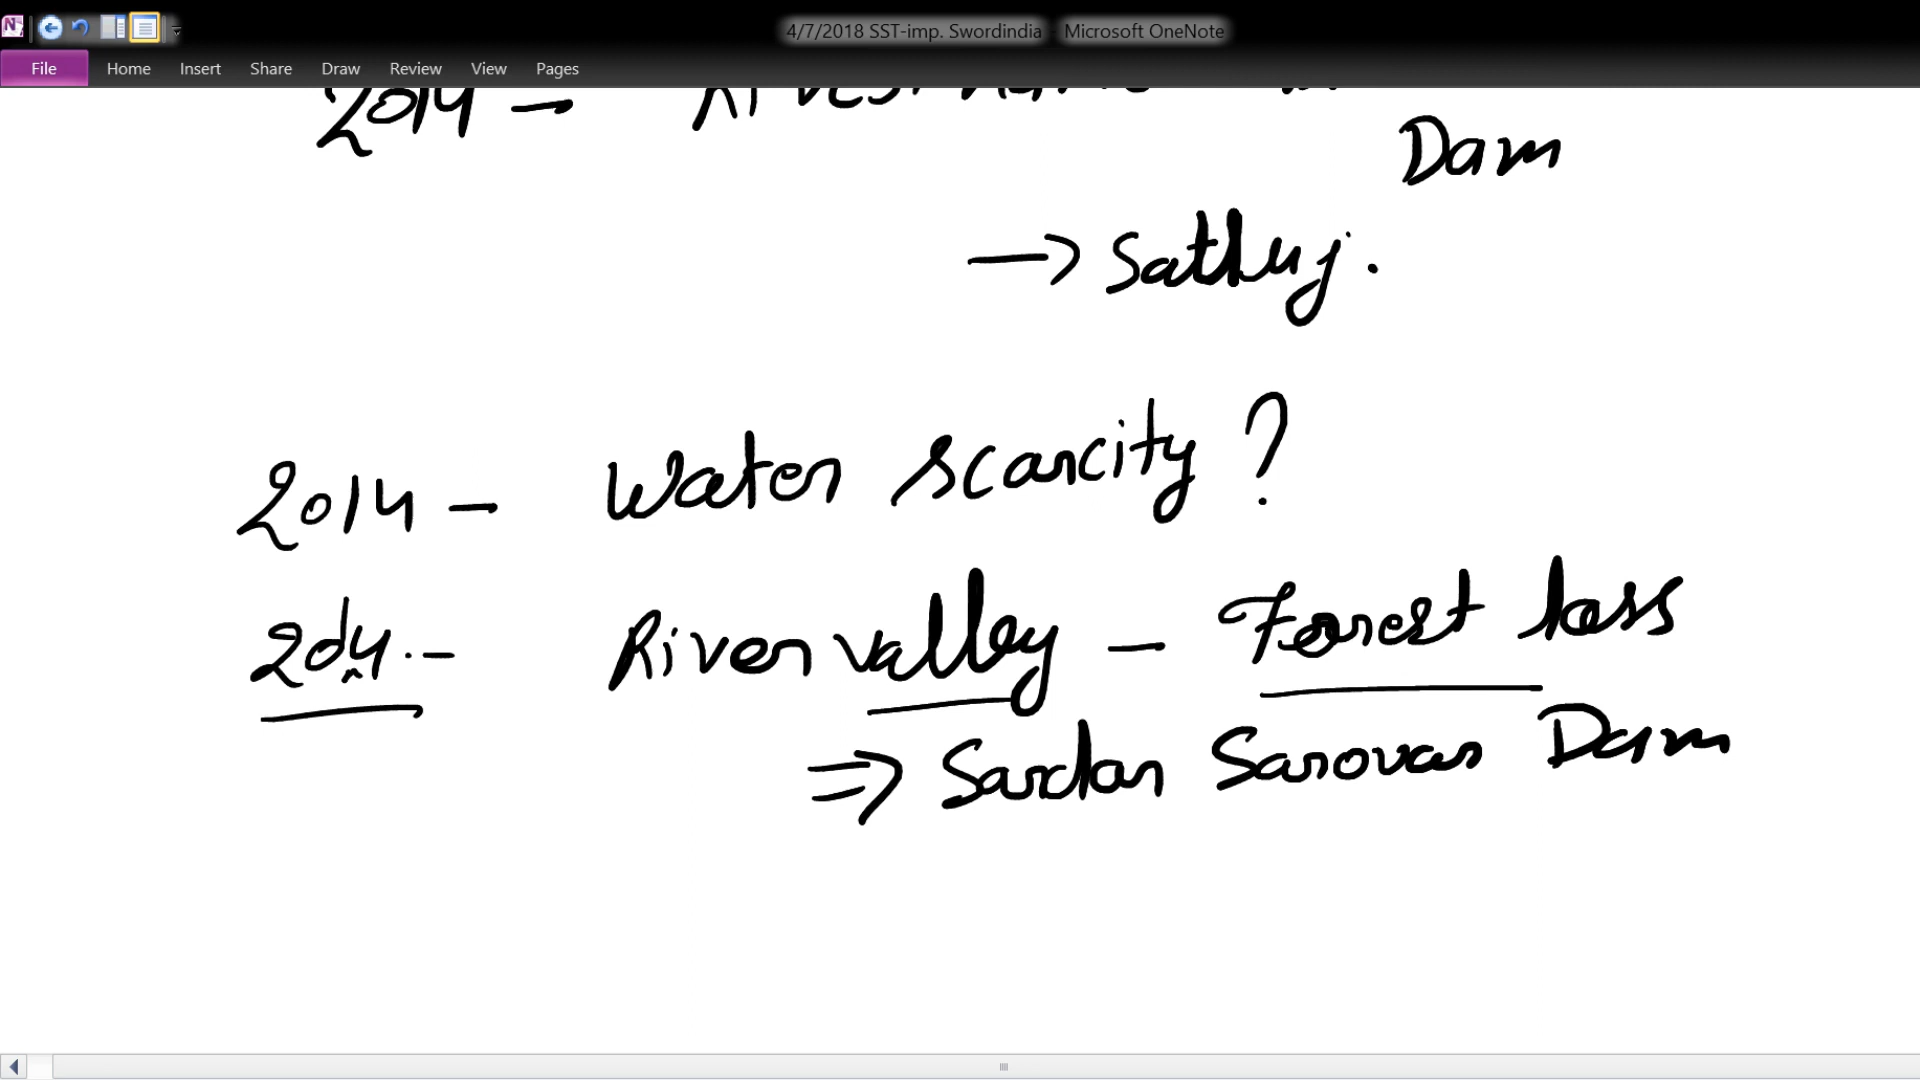 4/7/2018 SST-imp. Swordindia - Microsoft OneNote
File Home Insert Share Draw Review View Pages
2014 -
Dam
→ Sathuj.
2014 - Water scarcity ?
2014 - River valley - Forest loss
⇒ Sardar Sarovar Dam